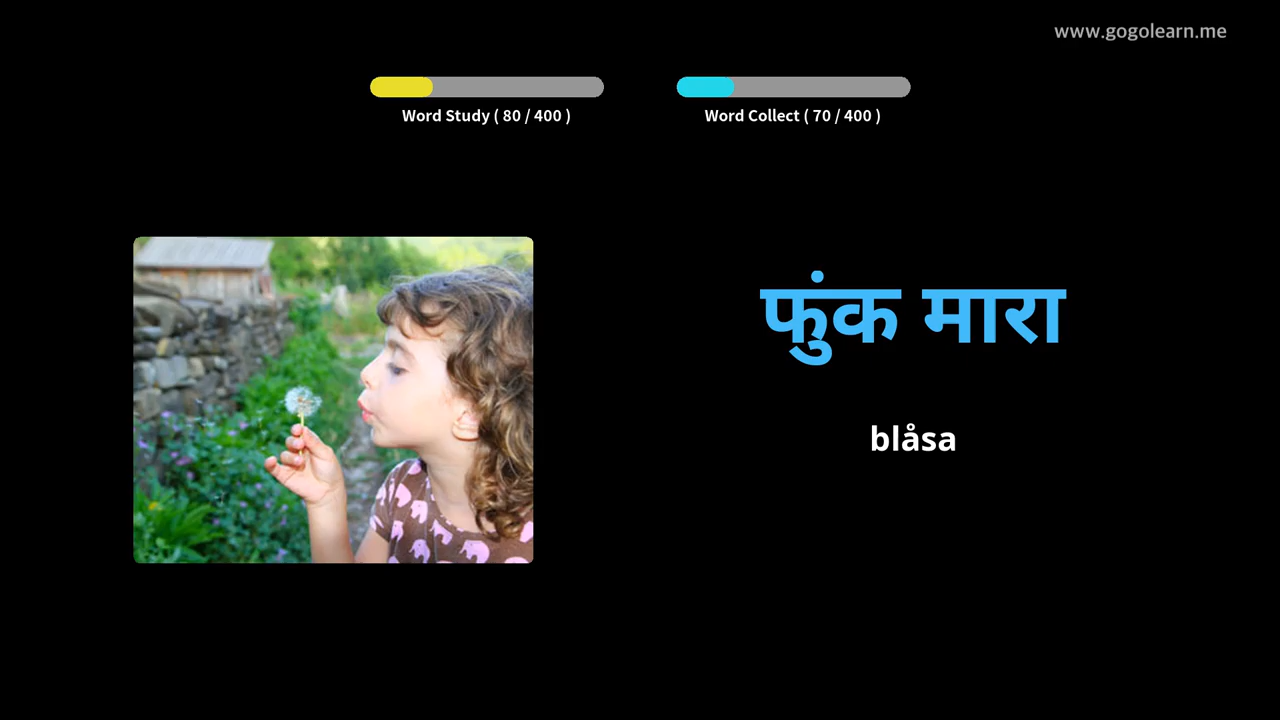 www.gogolearn.me
Word Study ( 80 / 400 )
Word Collect ( 70 / 400 )
फुंक मारा
blåsa